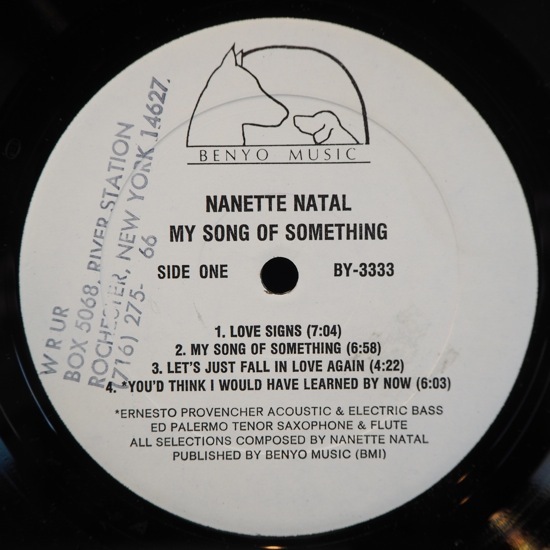 BENYO MUSIC
NANETTE NATAL
MY SONG OF SOMETHING
SIDE ONE BY-3333
1. LOVE SIGNS (7:04)
2. MY SONG OF SOMETHING (6:58)
3. LET'S JUST FALL IN LOVE AGAIN (4:22)
4. *YOU'D THINK I WOULD HAVE LEARNED BY NOW (6:03)
*ERNESTO PROVENCHER ACOUSTIC & ELECTRIC BASS
ED PALERMO TENOR SAXOPHONE & FLUTE
ALL SELECTIONS COMPOSED BY NANETTE NATAL
PUBLISHED BY BENYO MUSIC (BMI)
WRUR
BOX 5068, RIVER STATION
ROCHESTER, NEW YORK 14627.
(716) 275- 66